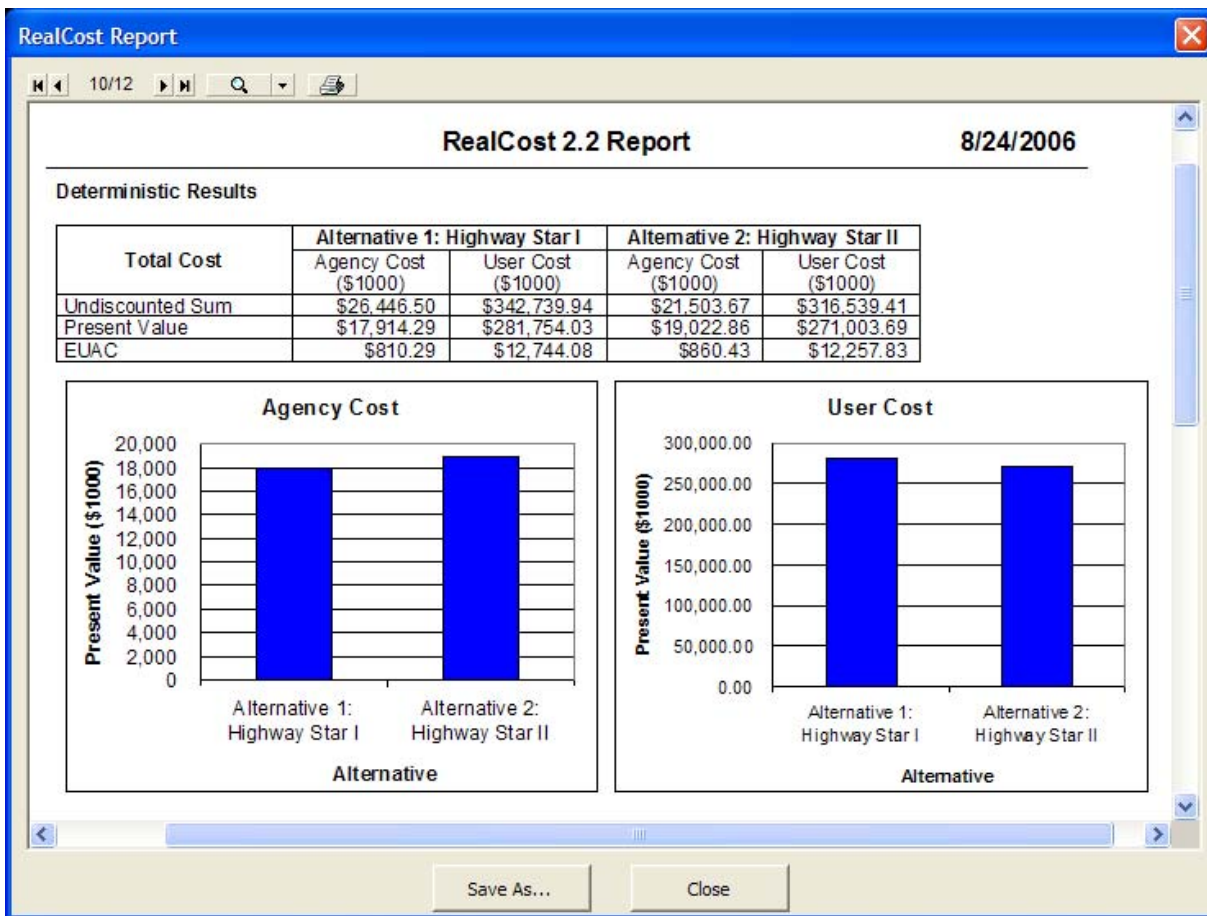 RealCost Report
10/12
RealCost 2.2 Report 8/24/2006
Deterministic Results
Total Cost
Alternative 1: Highway Star I Alternative 2: Highway Star II
Agency Cost ($1000) User Cost ($1000) Agency Cost ($1000) User Cost ($1000)
Undiscounted Sum $26,446.50 $342,739.94 $21,503.67 $316,539.41
Present Value $17,914.29 $281,754.03 $19,022.86 $271,003.69
EUAC $810.29 $12,744.08 $860.43 $12,257.83
Agency Cost
Present Value ($1000)
20,000
18,000
16,000
14,000
12,000
10,000
8,000
6,000
4,000
2,000
0
Alternative 1: Alternative 2:
Highway Star I Highway Star II
Alternative
User Cost
Present Value ($1000)
300,000.00
250,000.00
200,000.00
150,000.00
100,000.00
50,000.00
0.00
Alternative 1: Alternative 2:
Highway Star I Highway Star II
Alternative
Save As... Close